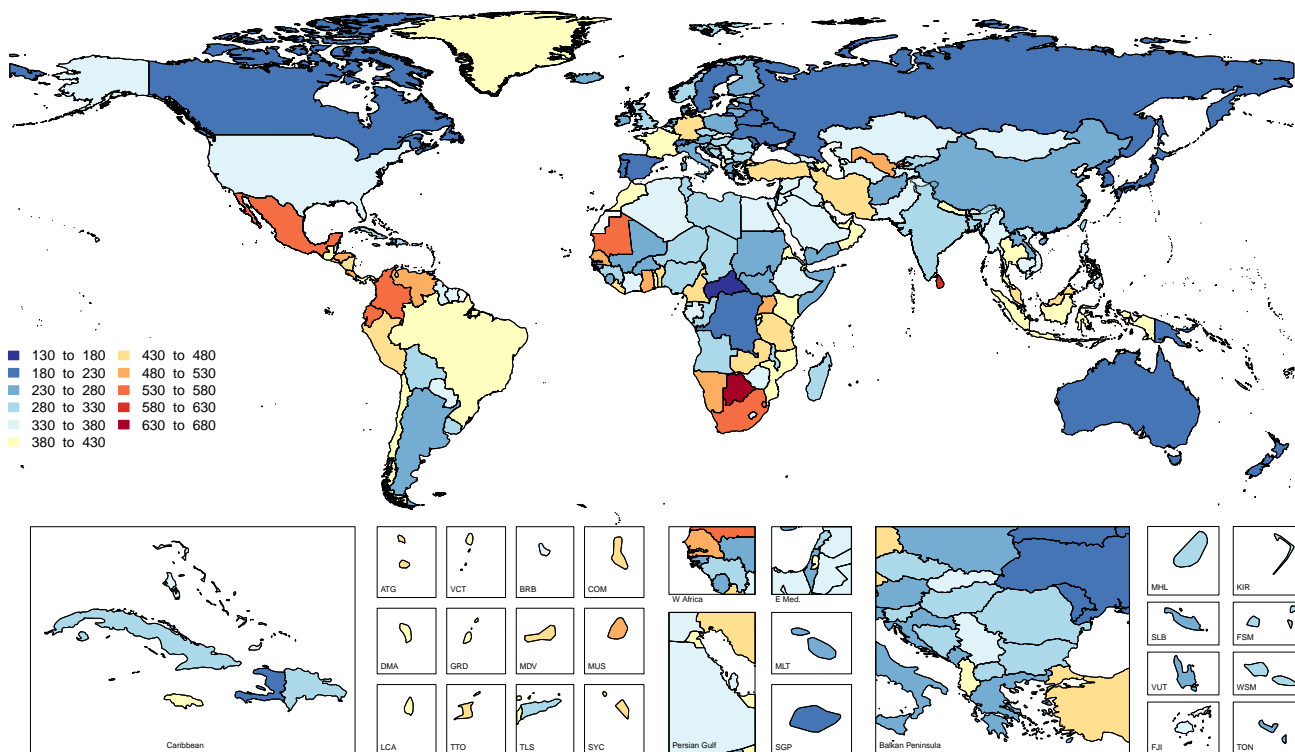 130 to 180
180 to 230
230 to 280
280 to 330
330 to 380
380 to 430
430 to 480
480 to 530
530 to 580
580 to 630
630 to 680
Caribbean
ATG
VCT
BRB
COM
DMA
GRD
MDV
MUS
LCA
TTO
TLS
SYC
W Africa
E Med.
Persian Gulf
MLT
SGP
Balkan Peninsula
MHL
KIR
SLB
FSM
VUT
WSM
FJI
TON